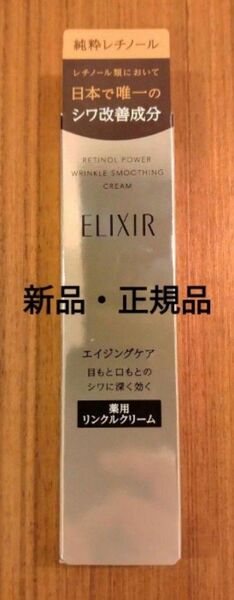 純粋レチノール
レチノール類において
日本で唯一の
シワ改善成分
RETINOL POWER
WRINKLE SMOOTHING
CREAM
ELIXIR
新品・正規品
エイジングケア
目もと口もとの
シワに深く効く
薬用
リンクルクリーム